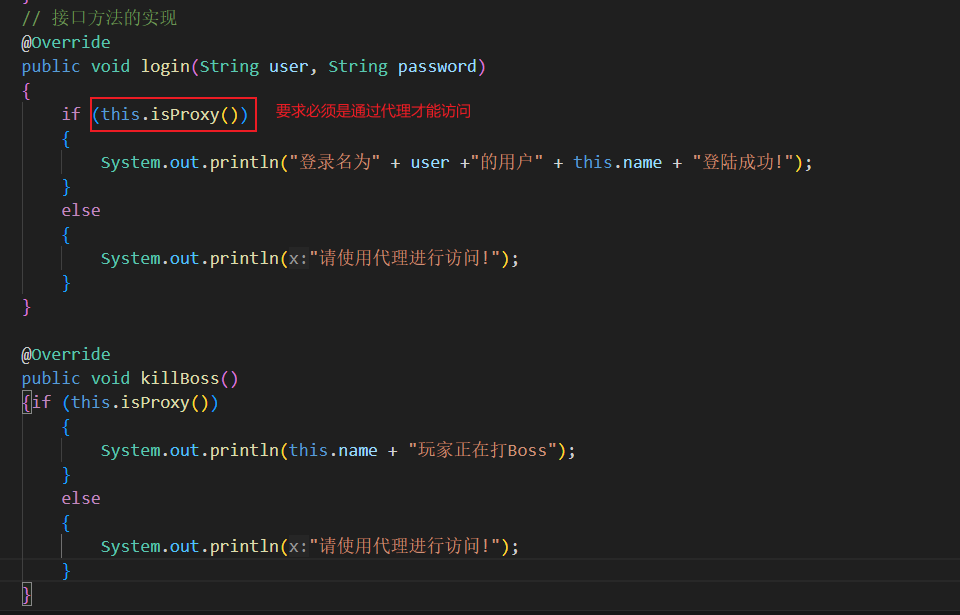 }
// 接口方法的实现
@Override
public void login(String user, String password)
{
if (this.isProxy()) 要求必须是通过代理才能访问
{
System.out.println("登录名为" + user +"的用户" + this.name + "登陆成功!");
}
else
{
System.out.println(x:"请使用代理进行访问!");
}
}
@Override
public void killBoss()
{if (this.isProxy())
{
System.out.println(this.name + "玩家正在打Boss");
}
else
{
System.out.println(x:"请使用代理进行访问!");
}
}